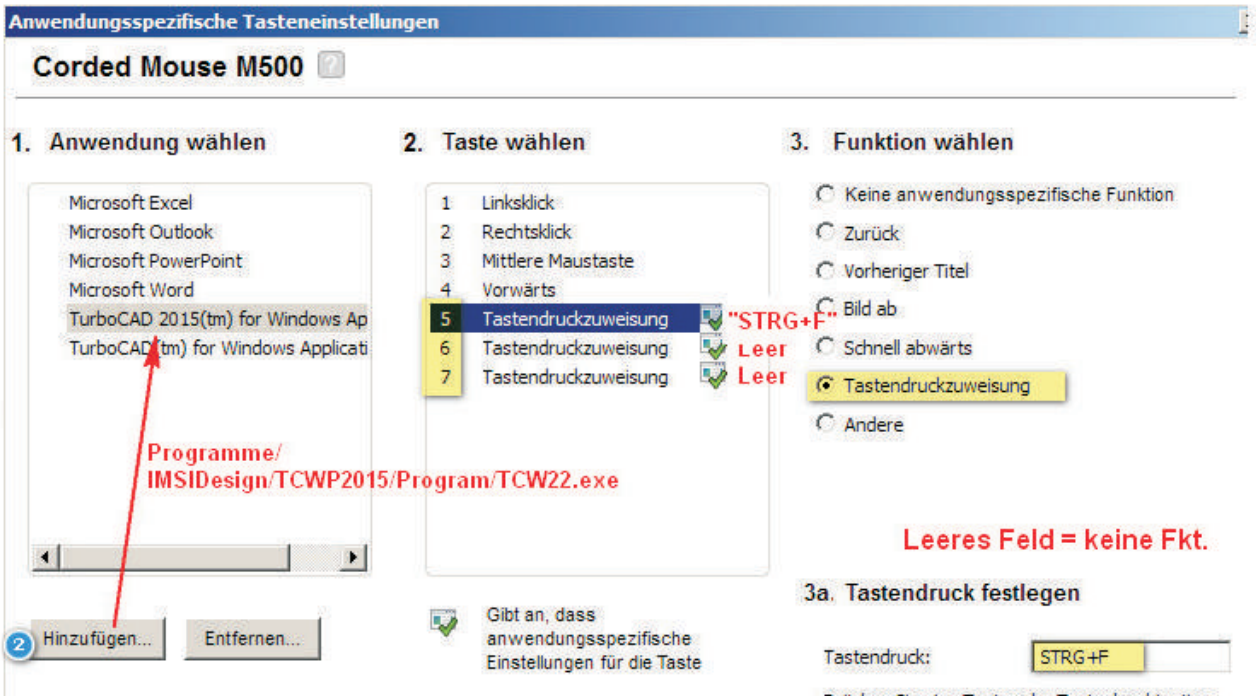 Anwendungsspezifische Tasteneinstellungen
Corded Mouse M500 ?
1. Anwendung wählen
Microsoft Excel
Microsoft Outlook
Microsoft PowerPoint
Microsoft Word
TurboCAD 2015(tm) for Windows Ap
TurboCAD(tm) for Windows Applicati
Programme/
IMSIDesign/TCWP2015/Program/TCW22.exe
2 Hinzufügen... Entfernen...
2. Taste wählen
1 Linksklick
2 Rechtsklick
3 Mittlere Maustaste
4 Vorwärts
5 Tastendruckzuweisung "STRG+F"
6 Tastendruckzuweisung Leer
7 Tastendruckzuweisung Leer
Gibt an, dass
anwendungsspezifische
Einstellungen für die Taste
3. Funktion wählen
Keine anwendungsspezifische Funktion
Zurück
Vorheriger Titel
Bild ab
Schnell abwärts
Tastendruckzuweisung
Andere
Leeres Feld = keine Fkt.
3a. Tastendruck festlegen
Tastendruck: STRG+F